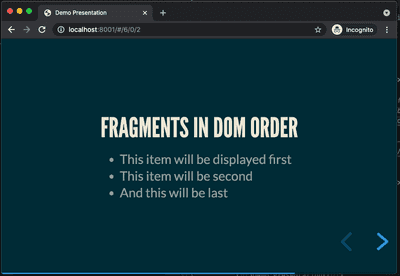 Demo Presentation
localhost:8001/#/6/0/2
Incognito
FRAGMENTS IN DOM ORDER
This item will be displayed first
This item will be second
And this will be last